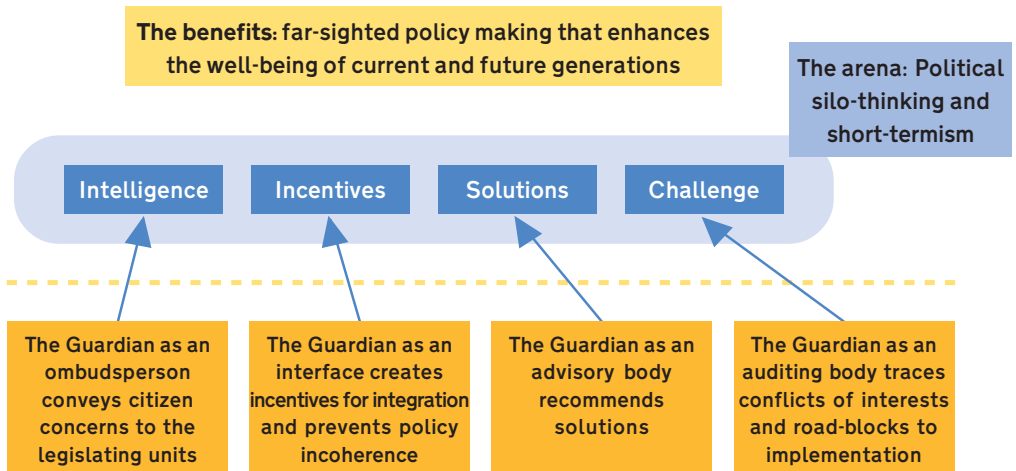 The benefits: far-sighted policy making that enhances
the well-being of current and future generations
The arena: Political
silo-thinking and
short-termism
Intelligence
Incentives
Solutions
Challenge
The Guardian as an
ombudsperson
conveys citizen
concerns to the
legislating units
The Guardian as an
interface creates
incentives for integration
and prevents policy
incoherence
The Guardian as an
advisory body
recommends
solutions
The Guardian as an
auditing body traces
conflicts of interests
and road-blocks to
implementation